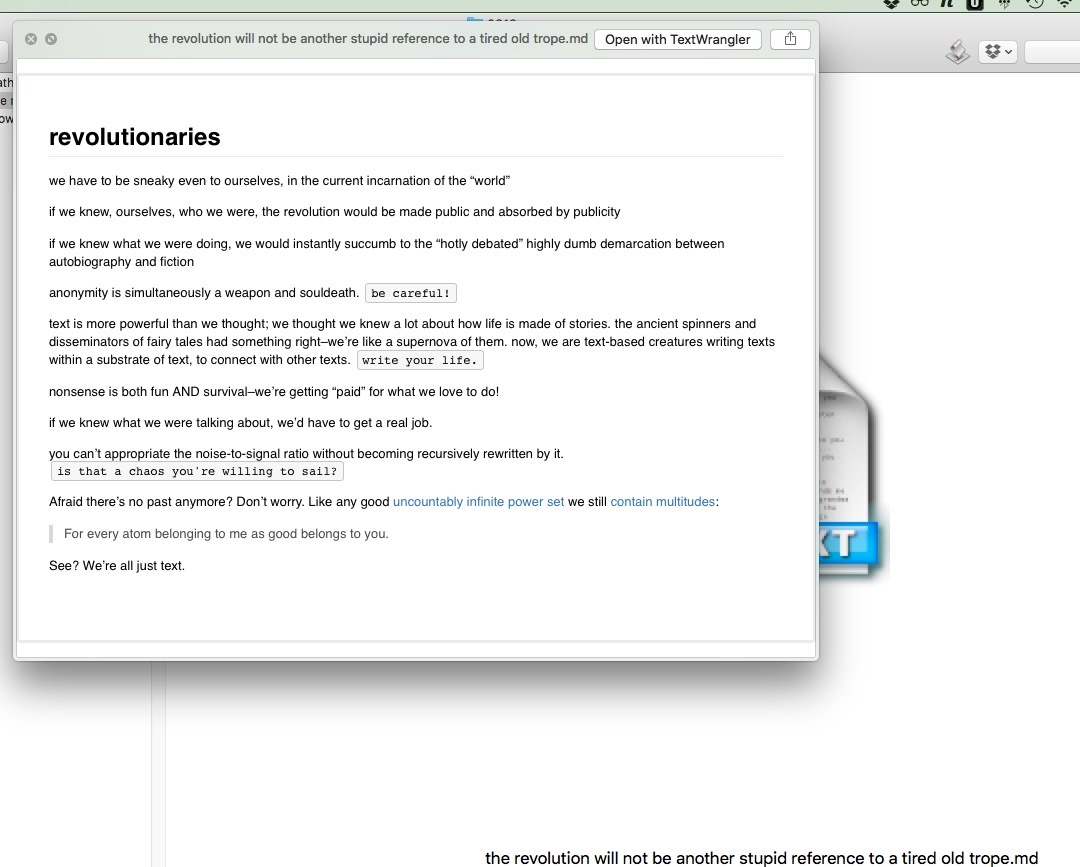 the revolution will not be another stupid reference to a tired old trope.md
Open with TextWrangler
revolutionaries
we have to be sneaky even to ourselves, in the current incarnation of the “world”
if we knew, ourselves, who we were, the revolution would be made public and absorbed by publicity
if we knew what we were doing, we would instantly succumb to the “hotly debated” highly dumb demarcation between
autobiography and fiction
anonymity is simultaneously a weapon and souldeath. be careful!
text is more powerful than we thought; we thought we knew a lot about how life is made of stories. the ancient spinners and
disseminators of fairy tales had something right–we’re like a supernova of them. now, we are text-based creatures writing texts
within a substrate of text, to connect with other texts. write your life.
nonsense is both fun AND survival–we’re getting “paid” for what we love to do!
if we knew what we were talking about, we’d have to get a real job.
you can’t appropriate the noise-to-signal ratio without becoming recursively rewritten by it.
is that a chaos you're willing to sail?
Afraid there’s no past anymore? Don’t worry. Like any good uncountably infinite power set we still contain multitudes:
For every atom belonging to me as good belongs to you.
See? We’re all just text.
the revolution will not be another stupid reference to a tired old trope.md